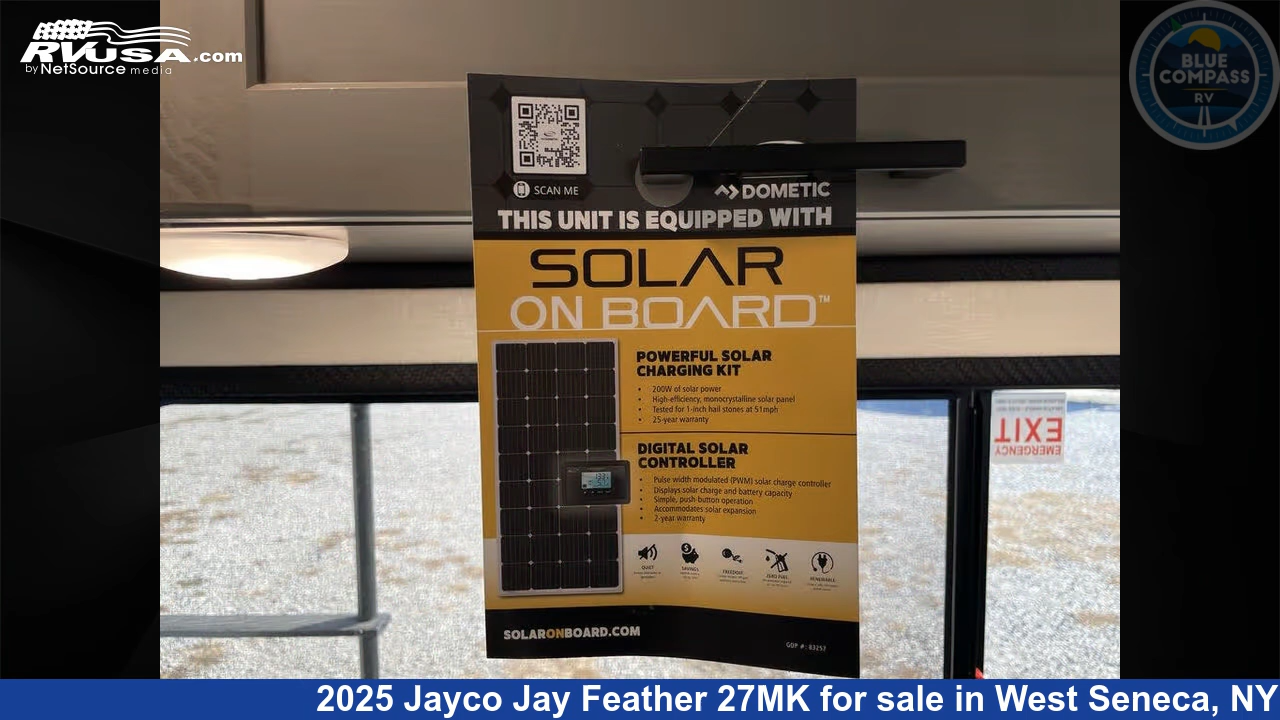 RVUSA.com
by NetSource media
BLUE
COMPASS
RV
SCAN ME
DOMETIC
THIS UNIT IS EQUIPPED WITH
SOLAR
ON BOARD™
POWERFUL SOLAR
CHARGING KIT
• 200W of solar power
• High-efficiency, monocrystalline solar panel
• Tested for 1-inch hail stones at 51mph
• 25-year warranty
DIGITAL SOLAR
CONTROLLER
• Pulse width modulated (PWM) solar charge controller
• Displays solar charge and battery capacity
• Simple, push-button operation
• Accommodates solar expansion
• 2-year warranty
QUIET
SAVINGS
FREEDOM
ZERO FUEL
RENEWABLE
SOLARONBOARD.COM
GDP #: 83257
EXIT
EMERGENCY
2025 Jayco Jay Feather 27MK for sale in West Seneca, NY